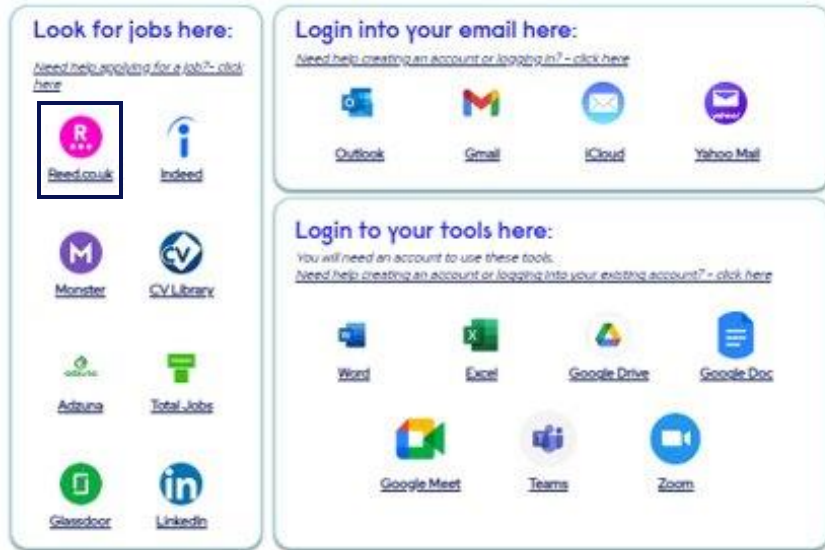 Look for jobs here:
Need help applying for a job?- click
here
R
Reed.co.uk
Indeed
M
Monster
CV
CV Library
adzuna
Adzuna
Total Jobs
Glassdoor
in
LinkedIn
Login into your email here:
Need help creating an account or logging in? - click here
Outlook
Gmail
iCloud
yahoo!
Yahoo Mail
Login to your tools here:
You will need an account to use these tools.
Need help creating an account or logging into your existing account? - click here
Word
Excel
Google Drive
Google Doc
Google Meet
Teams
Zoom